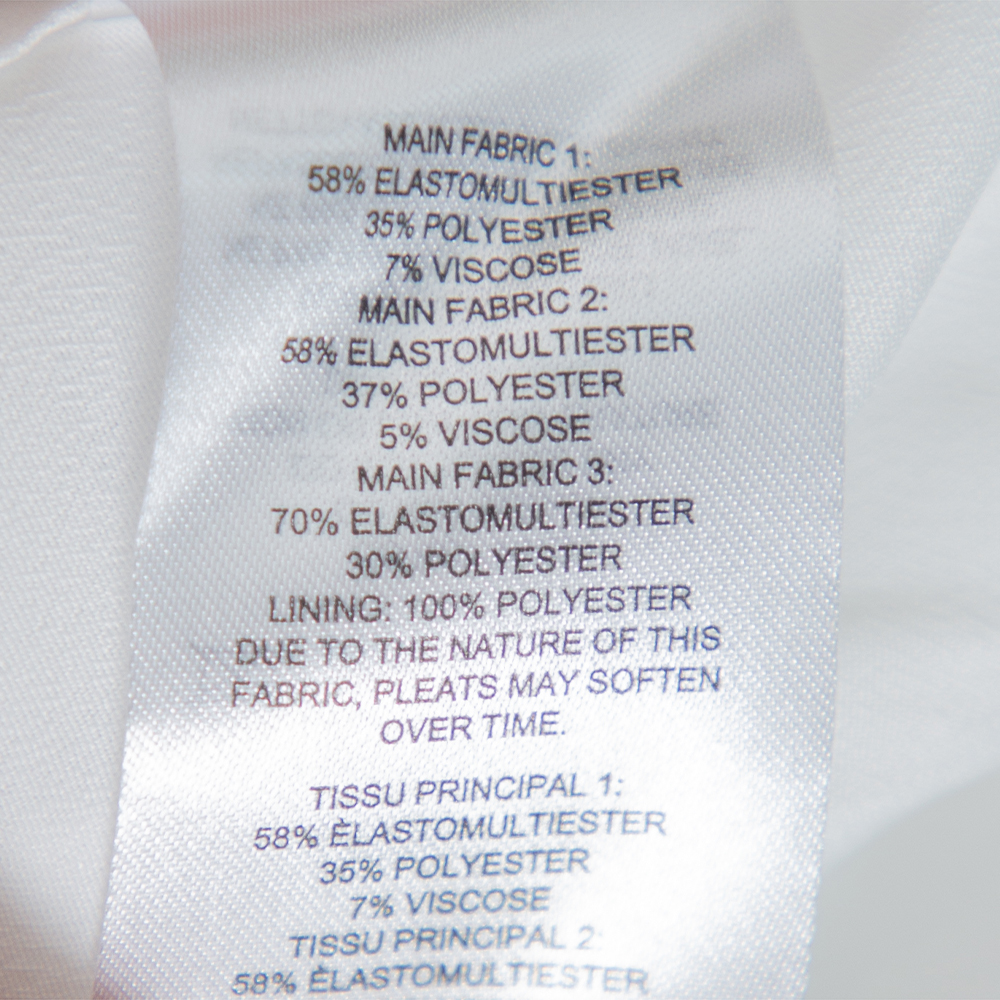 MAIN FABRIC 1:
58% ELASTOMULTIESTER
35% POLYESTER
7% VISCOSE
MAIN FABRIC 2:
58% ELASTOMULTIESTER
37% POLYESTER
5% VISCOSE
MAIN FABRIC 3:
70% ELASTOMULTIESTER
30% POLYESTER
LINING: 100% POLYESTER
DUE TO THE NATURE OF THIS
FABRIC, PLEATS MAY SOFTEN
OVER TIME.
TISSU PRINCIPAL 1:
58% ÈLASTOMULTIESTER
35% POLYESTER
7% VISCOSE
TISSU PRINCIPAL 2:
58% ÈLASTOMULTIESTER